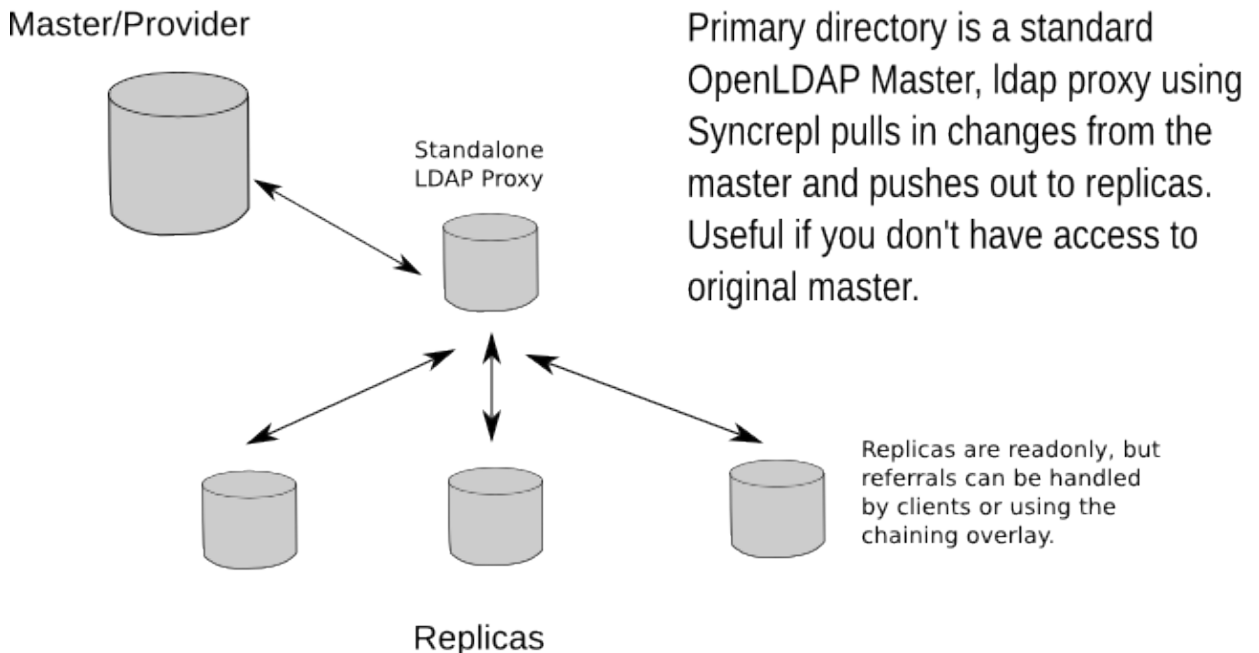 Master/Provider
Primary directory is a standard
OpenLDAP Master, ldap proxy using
Syncrepl pulls in changes from the
master and pushes out to replicas.
Useful if you don't have access to
original master.
Standalone
LDAP Proxy
Replicas are readonly, but
referrals can be handled
by clients or using the
chaining overlay.
Replicas